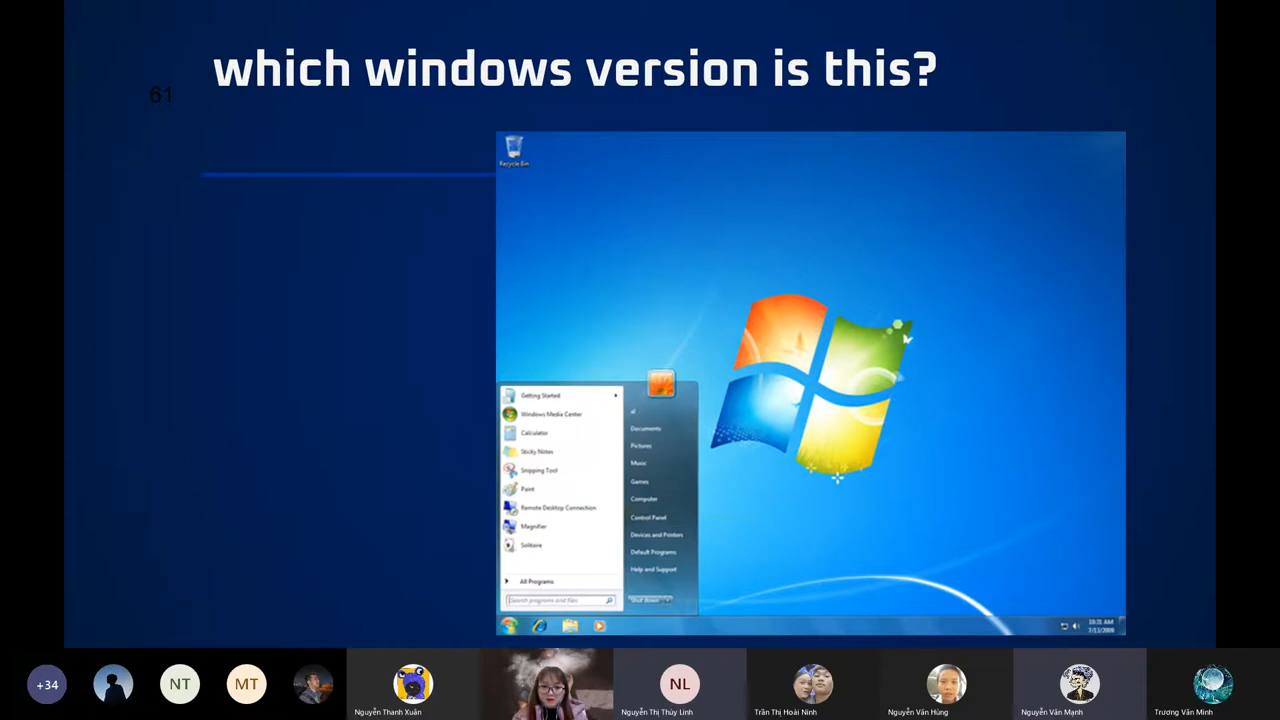 which windows version is this?
61
Recycle Bin
Getting Started
Windows Media Center
Calculator
Sticky Notes
Snipping Tool
Paint
Remote Desktop Connection
Magnifier
Solitaire
All Programs
Search programs and files
Documents
Pictures
Music
Games
Computer
Control Panel
Devices and Printers
Default Programs
Help and Support
Shut down
10:31 AM
7/13/2009
+34
NT
MT
NL
Nguyễn Thanh Xuân
Nguyễn Thị Thùy Linh
Trần Thị Hoài Ninh
Nguyễn Văn Hùng
Nguyễn Văn Mạnh
Trương Văn Minh